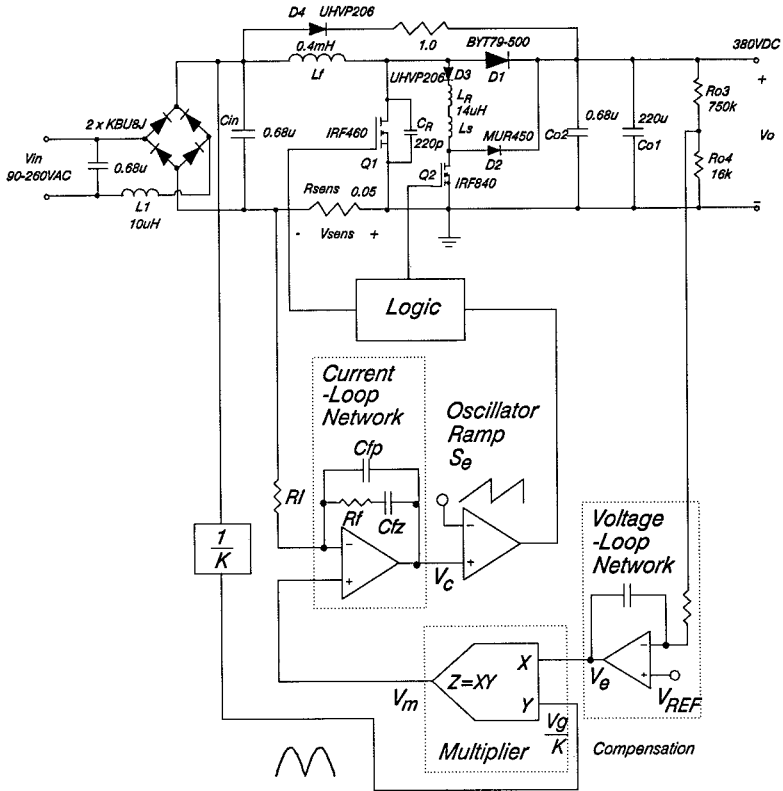 D4 UHVP206
1.0
0.4mH
Lf
BYT79-500
D1
380VDC
+
UHVP206
D3
LR
14uH
Ls
Ro3
750k
2 x KBU8J
Cin
0.68u
IRF460
CR
220p
Q1
MUR450
D2
0.68u
Co2
220u
Co1
Vo
Vin
90-260VAC
0.68u
Q2
IRF840
Ro4
16k
L1
10uH
Rsens 0.05
- Vsens +
-
Logic
Current
-Loop
Network
Cfp
Oscillator
Ramp
Se
RI
Rf
Cfz
-
+
Vc
-
+
1
K
Voltage
-Loop
Network
-
+
Ve
VREF
X
Z=XY
Vm
Y
Vg
K
Multiplier
Compensation